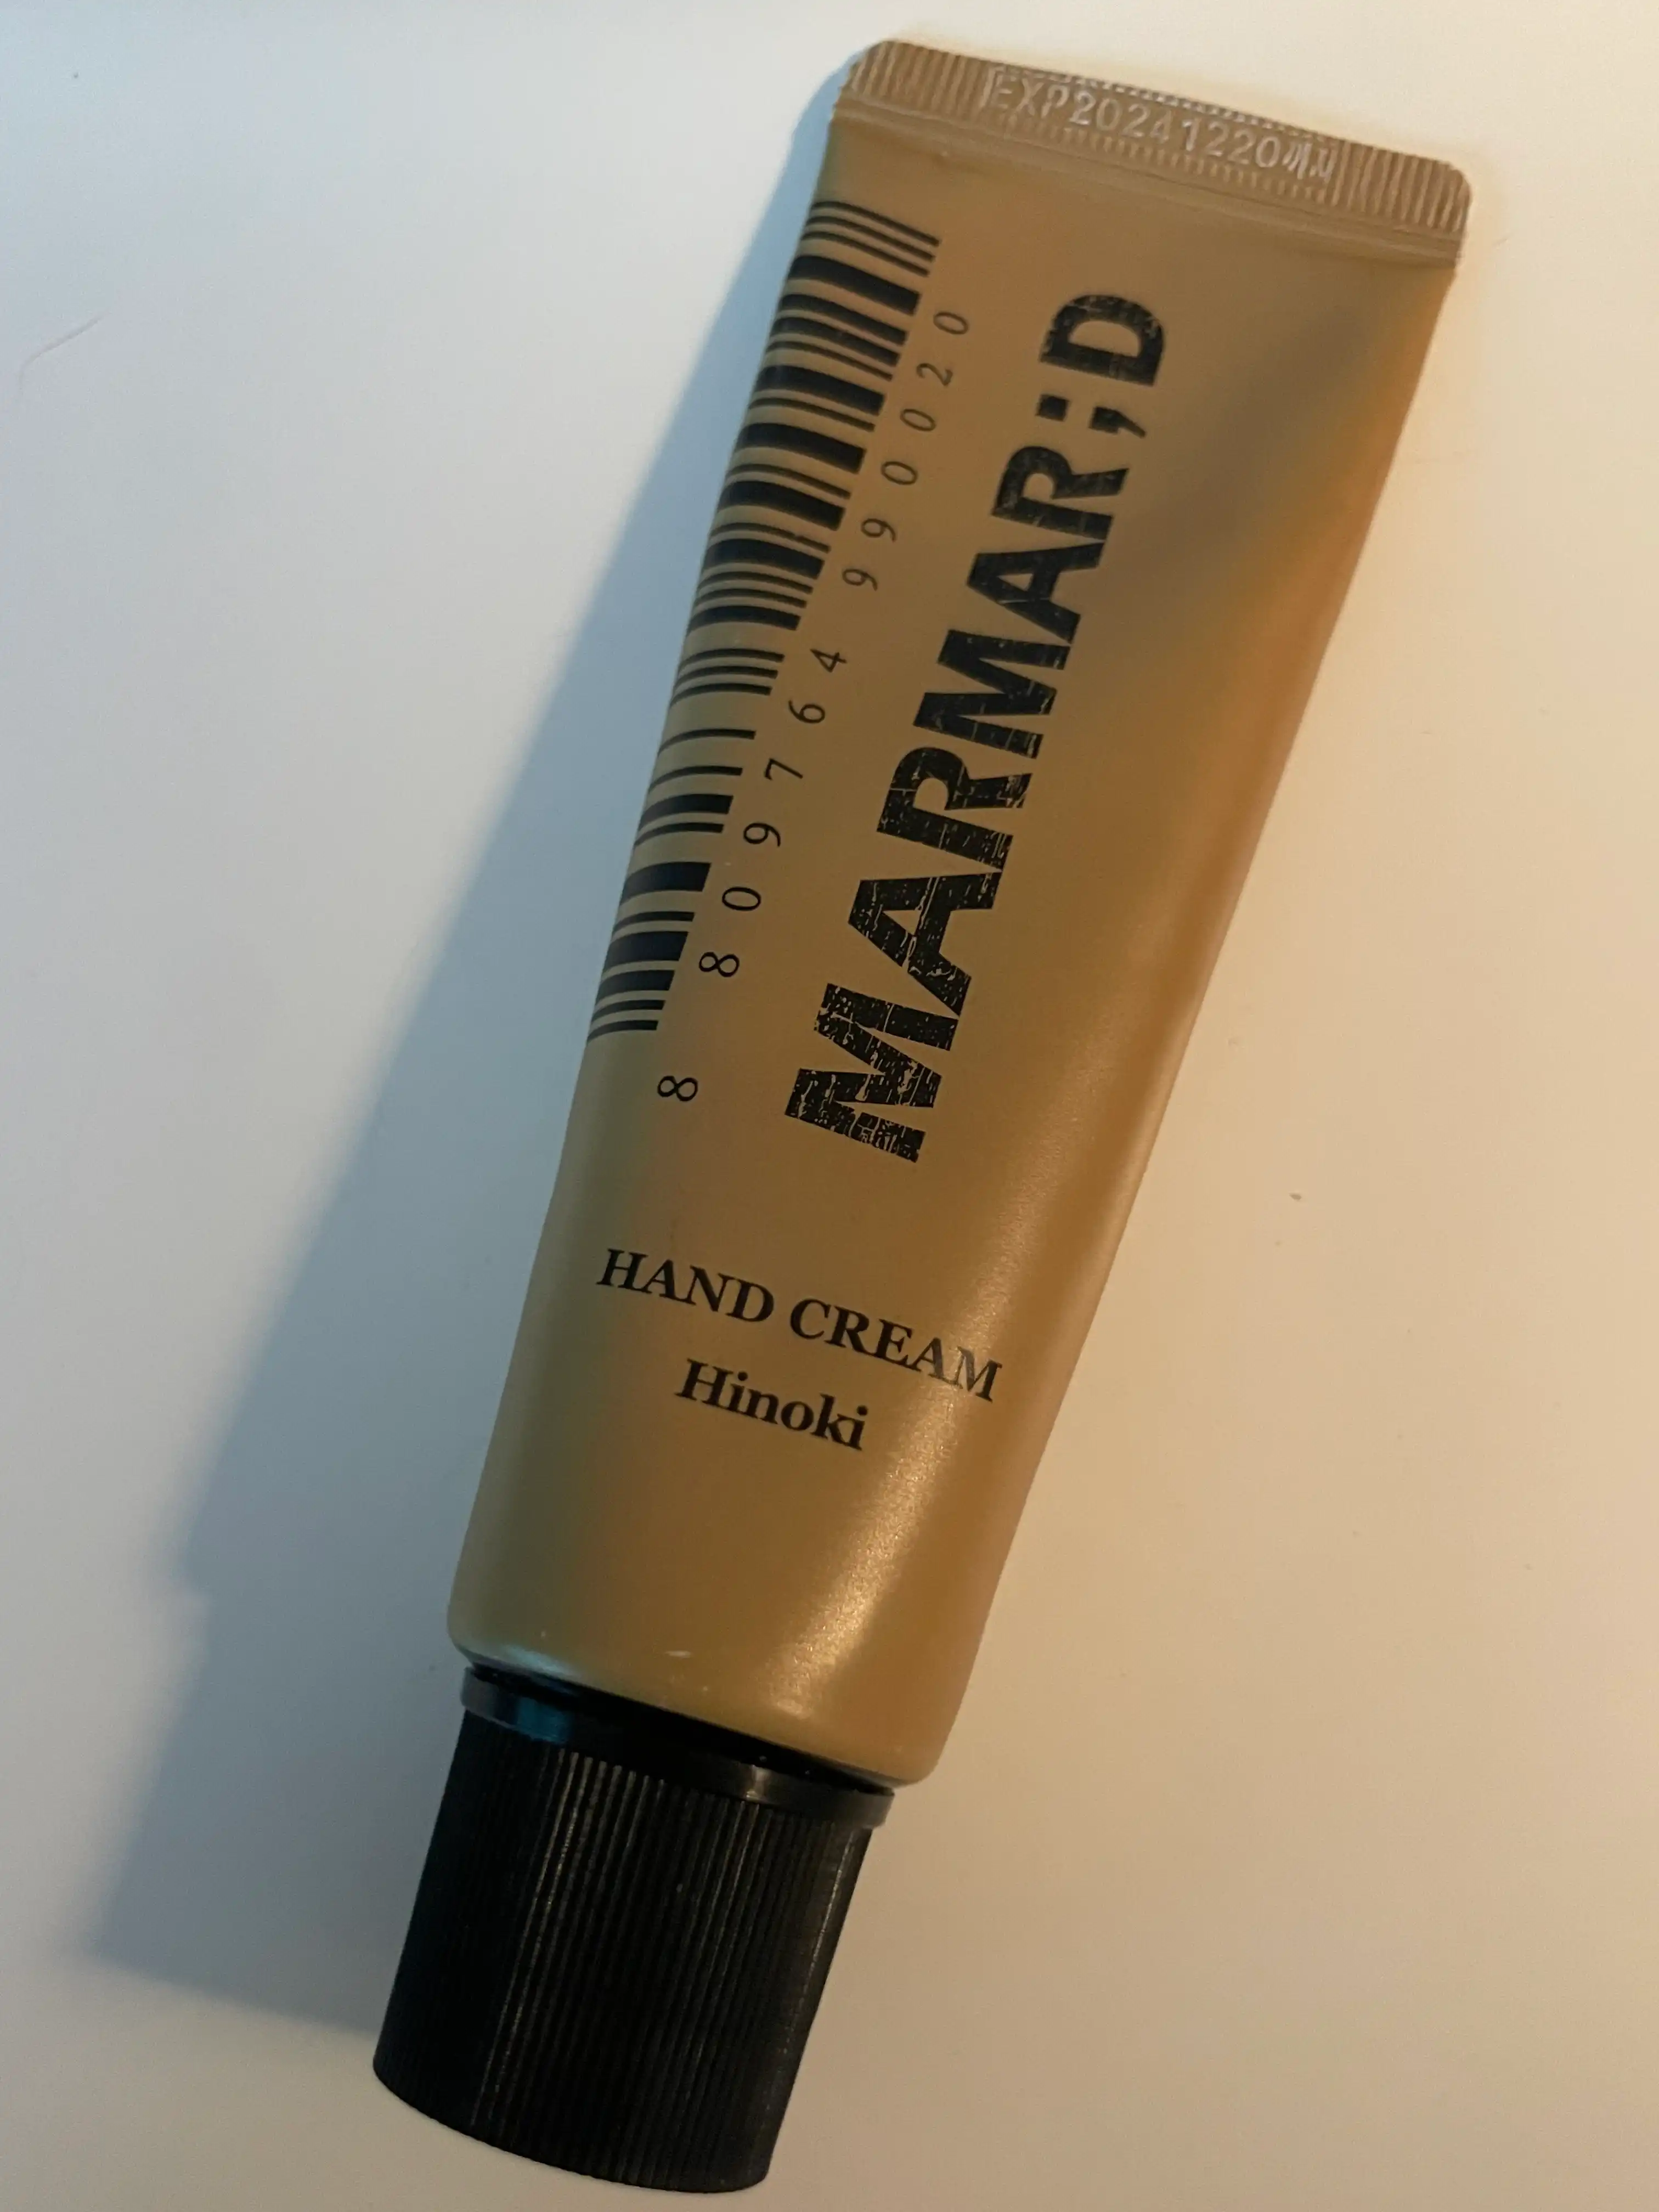 EXP20241220까지
8 809764 990020
MARMAR;D
HAND CREAM
Hinoki